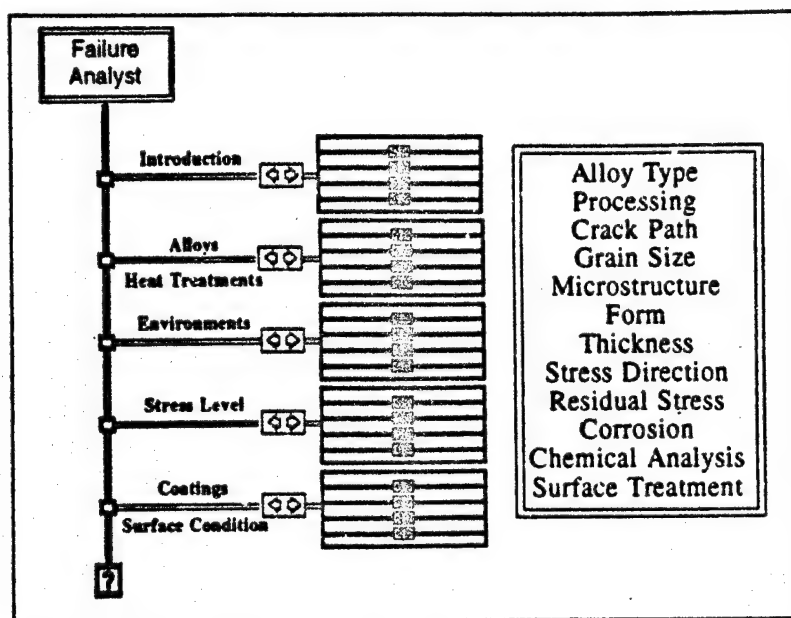 Failure
Analyst
Introduction
Alloys
Heat Treatments
Environments
Stress Level
Coatings
Surface Condition
?
Alloy Type
Processing
Crack Path
Grain Size
Microstructure
Form
Thickness
Stress Direction
Residual Stress
Corrosion
Chemical Analysis
Surface Treatment